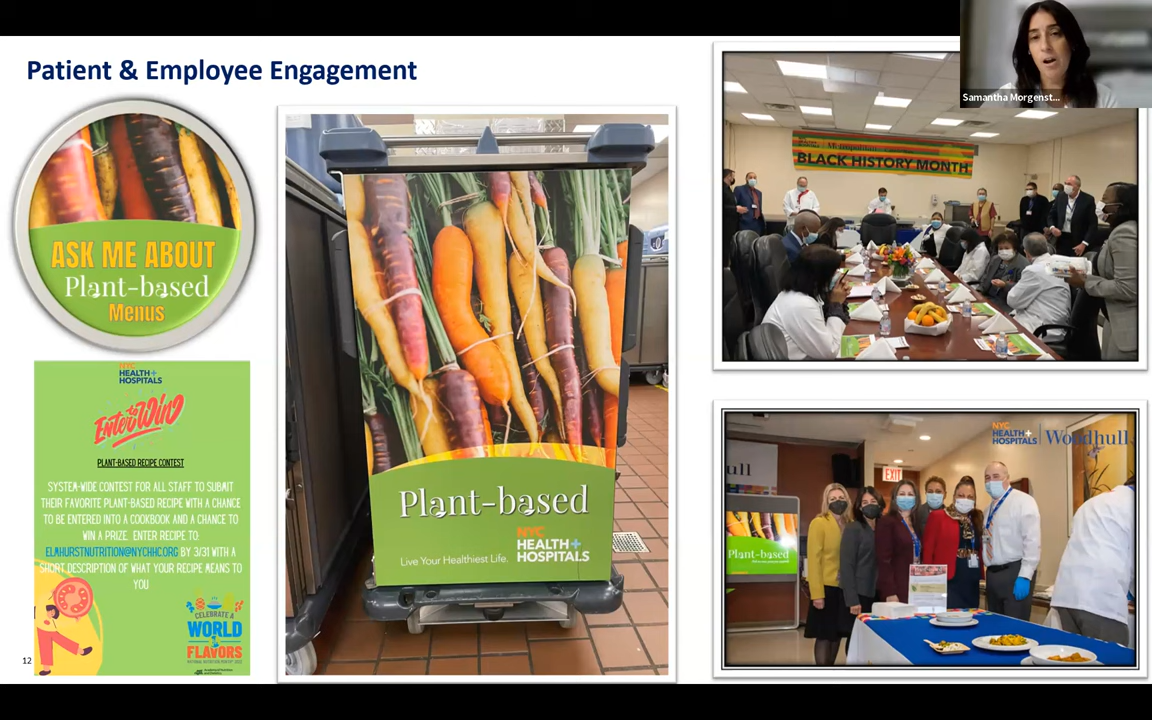 Samantha Morgenst...
Patient & Employee Engagement
ASK ME ABOUT
Plant-based
Menus
NYC
HEALTH+
HOSPITALS
Enter to Win
PLANT-BASED RECIPE CONTEST
SYSTEM-WIDE CONTEST FOR ALL STAFF TO SUBMIT
THEIR FAVORITE PLANT-BASED RECIPE WITH A CHANCE
TO BE ENTERED INTO A COOKBOOK AND A CHANCE TO
WIN A PRIZE. ENTER RECIPE TO:
ELMHURSTNUTRITION@NYCHHC.ORG BY 3/31 WITH A
SHORT DESCRIPTION OF WHAT YOUR RECIPE MEANS TO
YOU
CELEBRATE A
WORLD
OF
FLAVORS
12
Plant-based
Live Your Healthiest Life.
NYC
HEALTH+
HOSPITALS
Metropolitan
BLACK HISTORY MONTH
NYC
HEALTH+
HOSPITALS
Woodhull
ull
EXIT
Plant-based